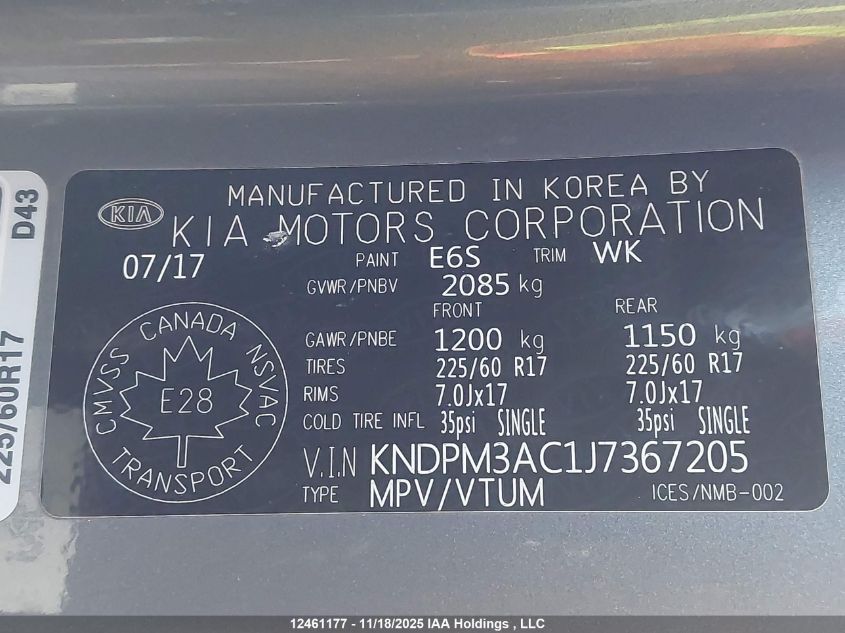 MANUFACTURED IN KOREA BY
KIA
KIA MOTORS CORPORATION
07/17 PAINT E6S TRIM WK
GVWR/PNBV 2085 kg
FRONT REAR
GAWR/PNBE 1200 kg 1150 kg
TIRES 225/60 R17 225/60 R17
RIMS 7.0Jx17 7.0Jx17
COLD TIRE INFL 35psi SINGLE 35psi SINGLE
V.I.N KNDPM3AC1J7367205
TYPE MPV/VTUM ICES/NMB-002
CMVSS CANADA NSVAC
E28
TRANSPORT
D43
225/60R17
12461177 - 11/18/2025 IAA Holdings , LLC